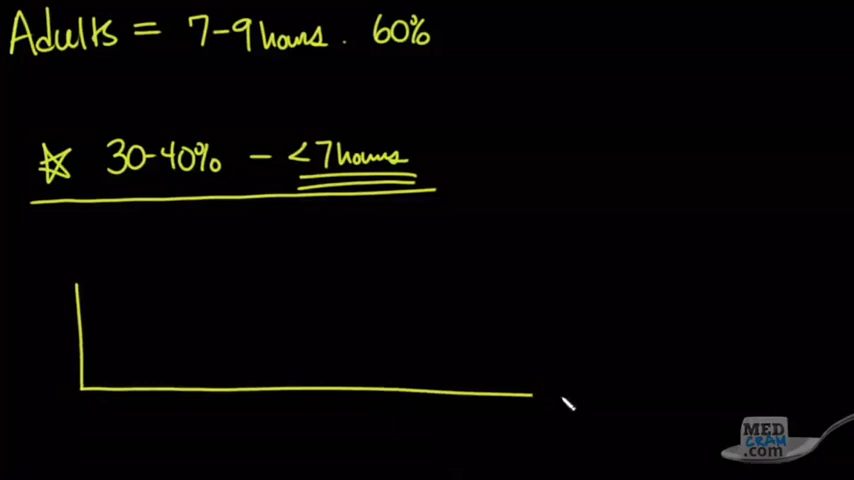 Adults = 7-9 hours. 60%
☆ 30-40% - <7 hours
MED
CRAM
.com